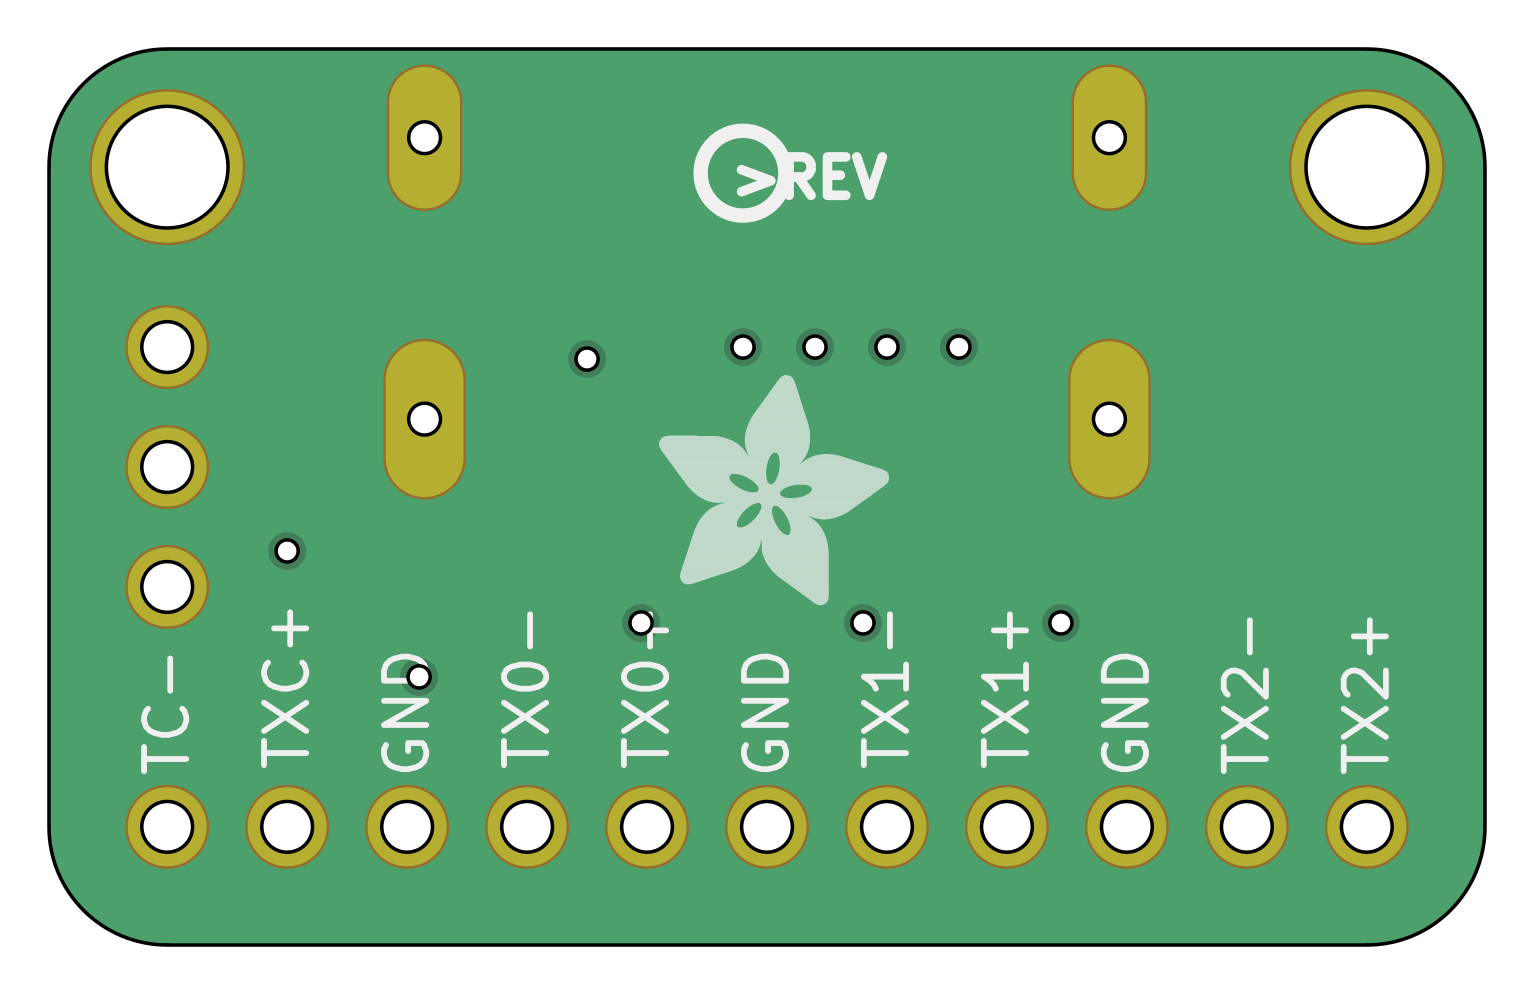 >REV
TC-
TXC+
GND
TX0-
TX0+
GND
TX1-
TX1+
GND
TX2-
TX2+